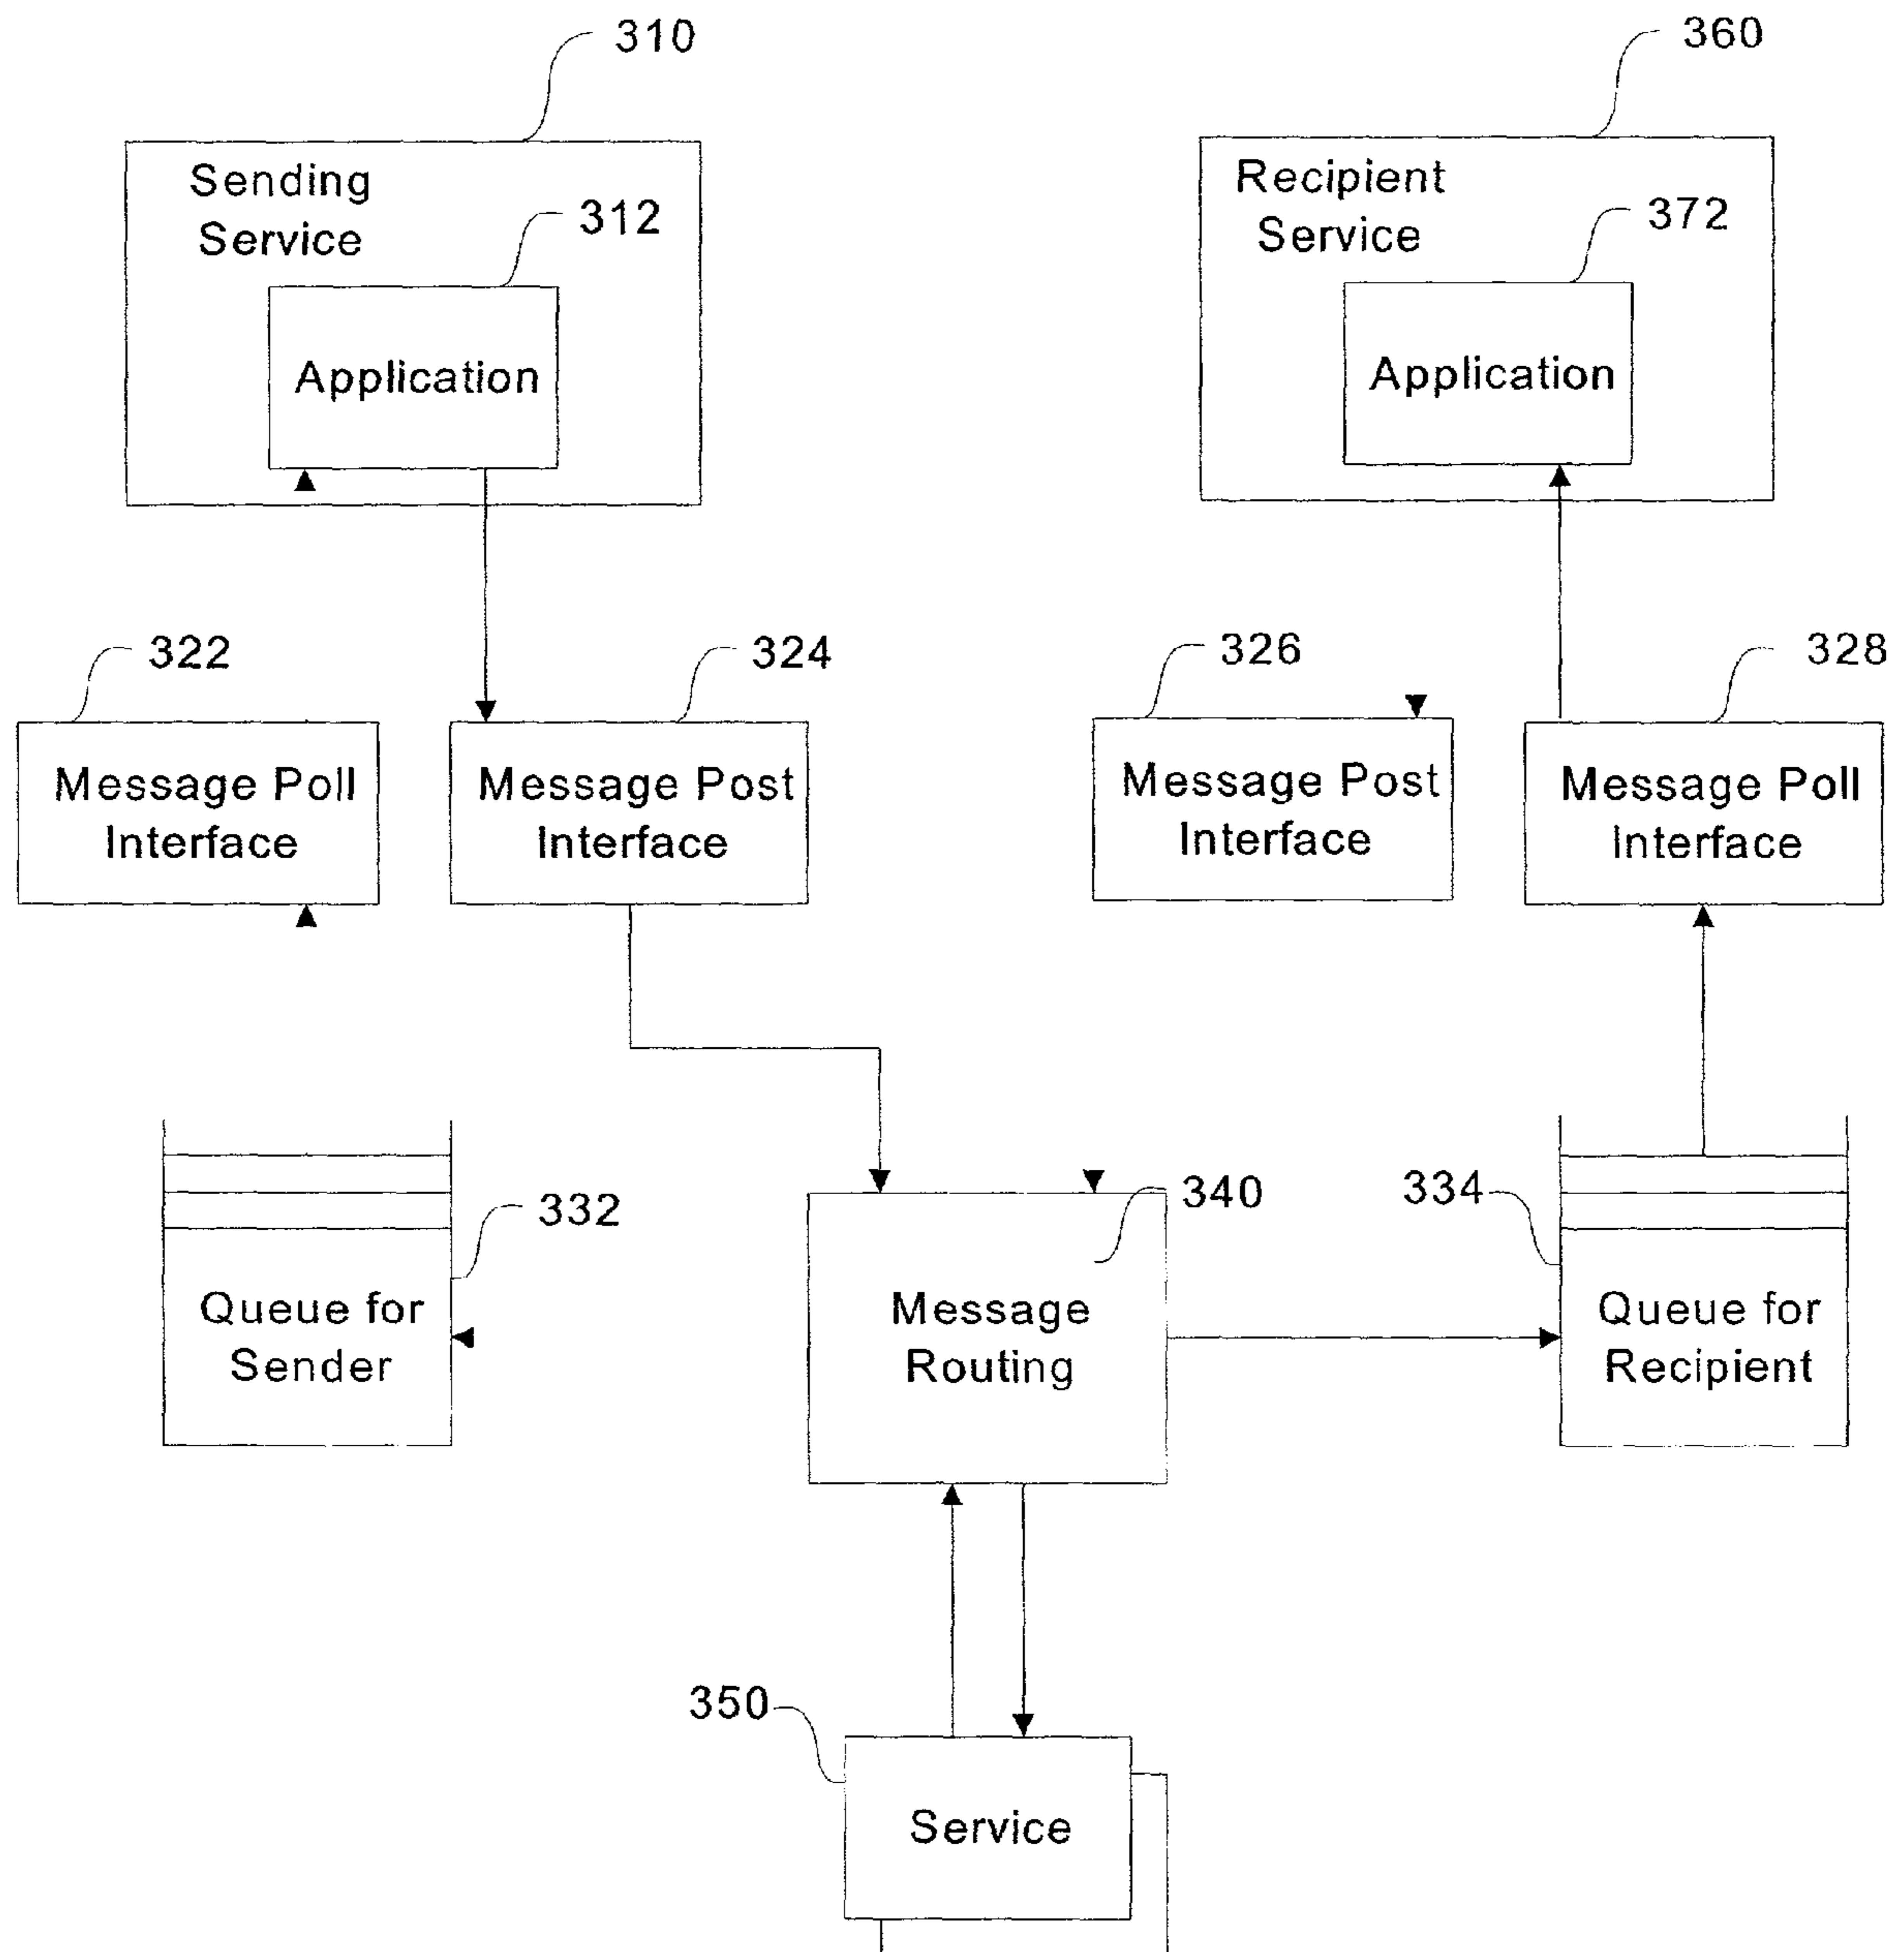 310
360
Sending
Service
312
Recipient
Service
372
Application
Application
322
324
326
328
Message Poll
Interface
Message Post
Interface
Message Post
Interface
Message Poll
Interface
332
340
334
Queue for
Sender
Message
Routing
Queue for
Recipient
350
Service